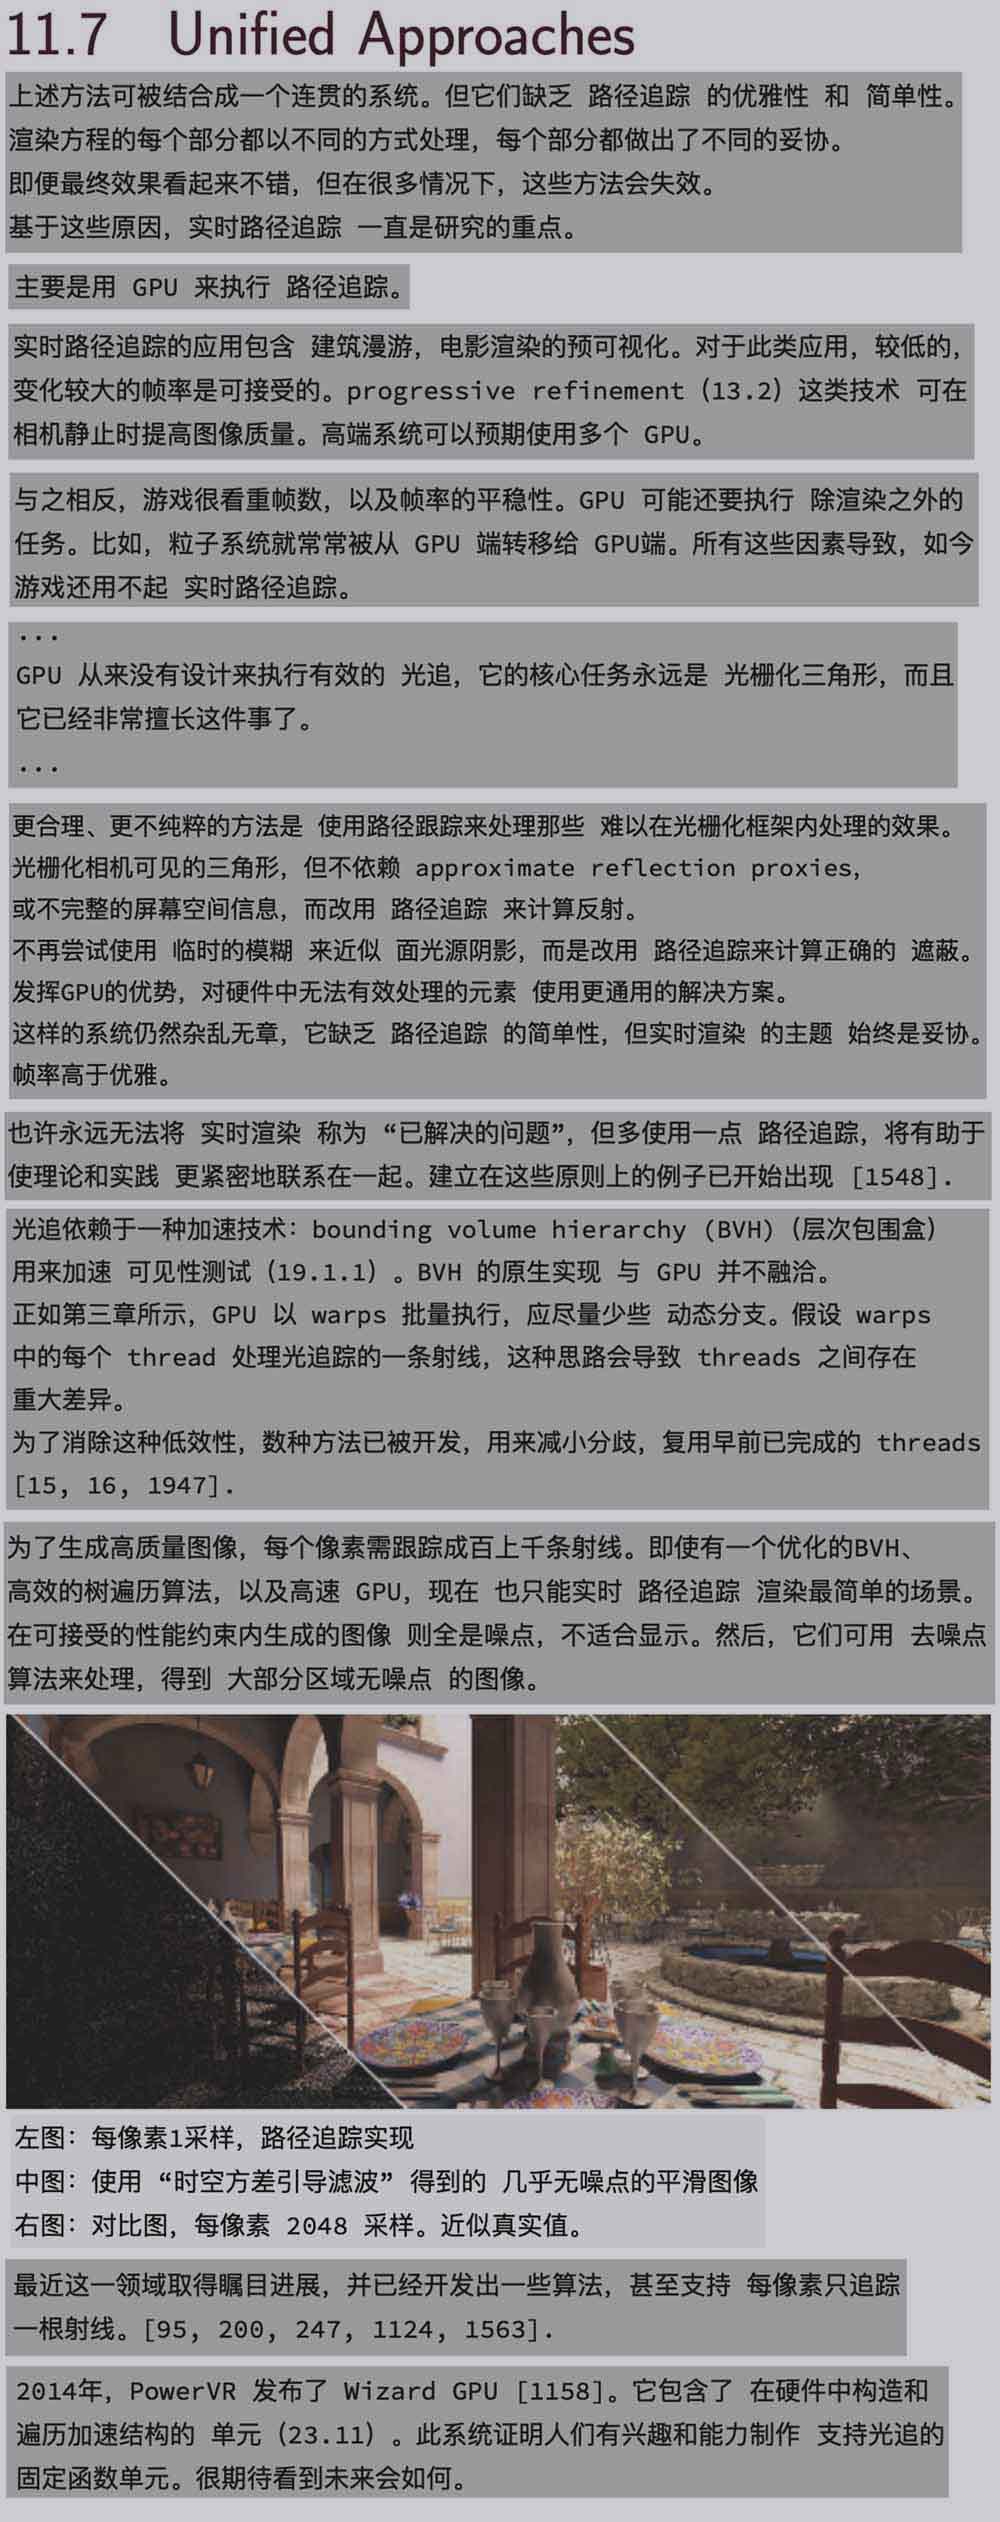 11.7 Unified Approaches
上述方法可被结合成一个连贯的系统。但它们缺乏 路径追踪 的优雅性 和 简单性。
渲染方程的每个部分都以不同的方式处理，每个部分都做出了不同的妥协。
即便最终效果看起来不错，但在很多情况下，这些方法会失效。
基于这些原因，实时路径追踪 一直是研究的重点。
主要是用 GPU 来执行 路径追踪。
实时路径追踪的应用包含 建筑漫游，电影渲染的预可视化。对于此类应用，较低的，
变化较大的帧率是可接受的。progressive refinement（13.2）这类技术 可在
相机静止时提高图像质量。高端系统可以预期使用多个 GPU。
与之相反，游戏很看重帧数，以及帧率的平稳性。GPU 可能还要执行 除渲染之外的
任务。比如，粒子系统就常常被从 GPU 端转移给 GPU端。所有这些因素导致，如今
游戏还用不起 实时路径追踪。
...
GPU 从来没有设计来执行有效的 光追，它的核心任务永远是 光栅化三角形，而且
它已经非常擅长这件事了。
...
更合理、更不纯粹的方法是 使用路径跟踪来处理那些 难以在光栅化框架内处理的效果。
光栅化相机可见的三角形，但不依赖 approximate reflection proxies，
或不完整的屏幕空间信息，而改用 路径追踪 来计算反射。
不再尝试使用 临时的模糊 来近似 面光源阴影，而是改用 路径追踪来计算正确的 遮蔽。
发挥GPU的优势，对硬件中无法有效处理的元素 使用更通用的解决方案。
这样的系统仍然杂乱无章，它缺乏 路径追踪 的简单性，但实时渲染 的主题 始终是妥协。
帧率高于优雅。
也许永远无法将 实时渲染 称为 “已解决的问题”，但多使用一点 路径追踪，将有助于
使理论和实践 更紧密地联系在一起。建立在这些原则上的例子已开始出现 [1548].
光追依赖于一种加速技术：bounding volume hierarchy (BVH)（层次包围盒）
用来加速 可见性测试（19.1.1）。BVH 的原生实现 与 GPU 并不融洽。
正如第三章所示，GPU 以 warps 批量执行，应尽量少些 动态分支。假设 warps
中的每个 thread 处理光追踪的一条射线，这种思路会导致 threads 之间存在
重大差异。
为了消除这种低效性，数种方法已被开发，用来减小分歧，复用早前已完成的 threads
[15, 16, 1947].
为了生成高质量图像，每个像素需跟踪成百上千条射线。即使有一个优化的BVH、
高效的树遍历算法，以及高速 GPU，现在 也只能实时 路径追踪 渲染最简单的场景。
在可接受的性能约束内生成的图像 则全是噪点，不适合显示。然后，它们可用 去噪点
算法来处理，得到 大部分区域无噪点 的图像。
左图：每像素1采样，路径追踪实现
中图：使用 “时空方差引导滤波” 得到的 几乎无噪点的平滑图像
右图：对比图，每像素 2048 采样。近似真实值。
最近这一领域取得瞩目进展，并已经开发出一些算法，甚至支持 每像素只追踪
一根射线。[95, 200, 247, 1124, 1563].
2014年，PowerVR 发布了 Wizard GPU [1158]。它包含了 在硬件中构造和
遍历加速结构的 单元（23.11）。此系统证明人们有兴趣和能力制作 支持光追的
固定函数单元。很期待看到未来会如何。